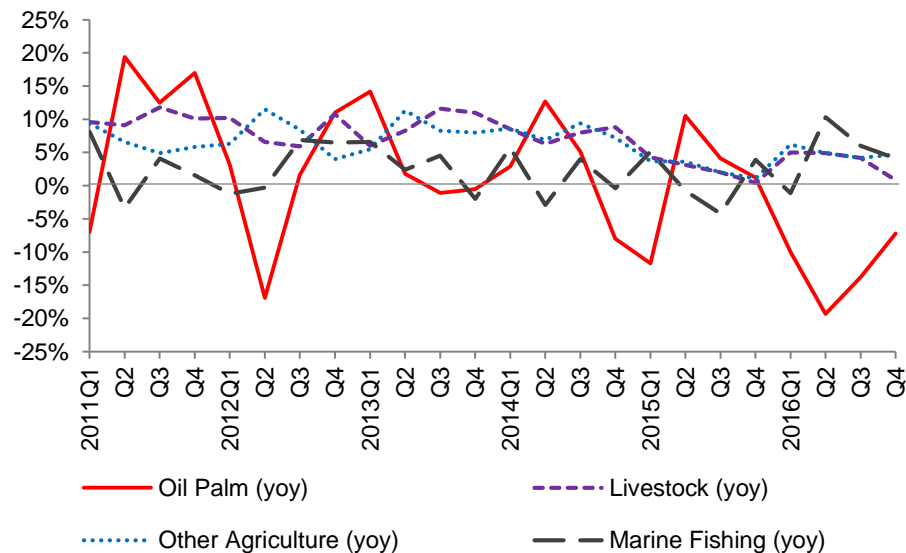 25%
20%
15%
10%
5%
0%
-5%
-10%
-15%
-20%
-25%
2011Q1
Q2
Q3
Q4
2012Q1
Q2
Q3
Q4
2013Q1
Q2
Q3
Q4
2014Q1
Q2
Q3
Q4
2015Q1
Q2
Q3
Q4
2016Q1
Q2
Q3
Q4
Oil Palm (yoy)
Livestock (yoy)
Other Agriculture (yoy)
Marine Fishing (yoy)